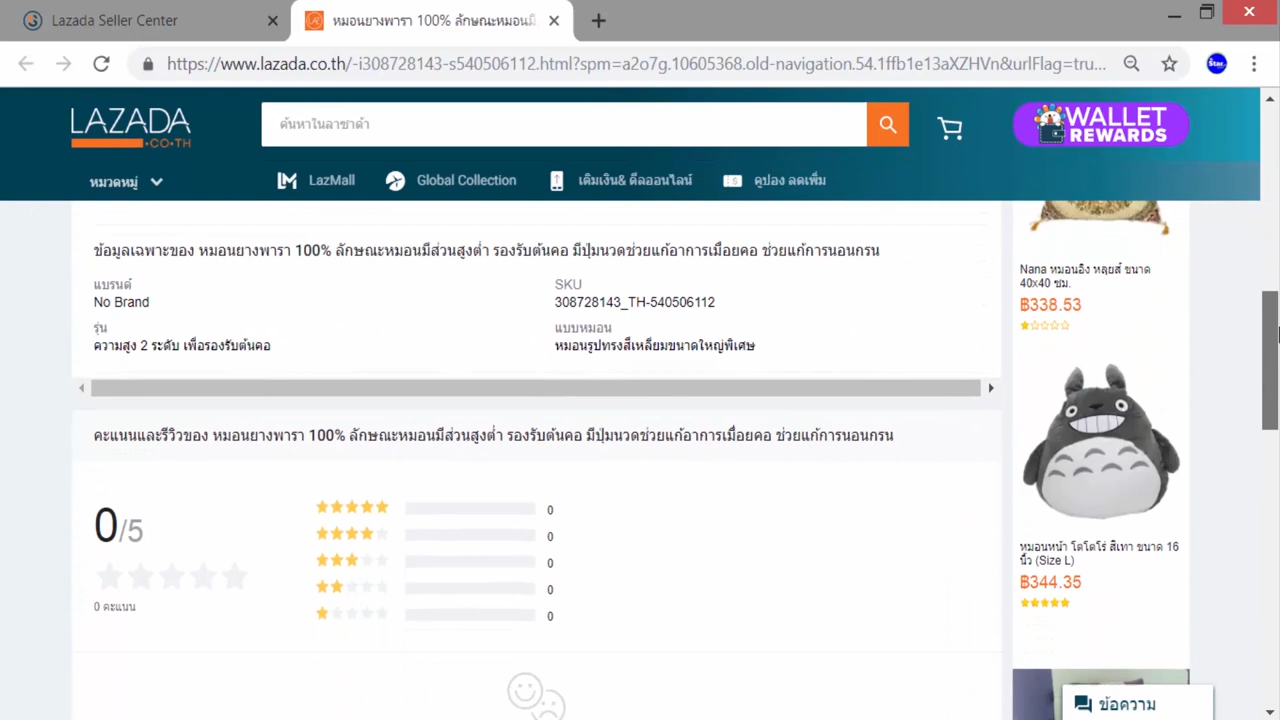 Lazada Seller Center
หมอนยางพารา 100% ลักษณะหมอนมี
https://www.lazada.co.th/-i308728143-s540506112.html?spm=a2o7g.10605368.old-navigation.54.1ffb1e13aXZHVn&urlFlag=tru...
Star
LAZADA
.CO.TH
ค้นหาในลาซาด้า
WALLET
REWARDS
หมวดหมู่
LazMall
Global Collection
เติมเงิน& ดีลออนไลน์
คูปอง ลดเพิ่ม
ข้อมูลเฉพาะของ หมอนยางพารา 100% ลักษณะหมอนมีส่วนสูงต่ำ รองรับต้นคอ มีปุ่มนวดช่วยแก้อาการเมื่อยคอ ช่วยแก้การนอนกรน
แบรนด์
No Brand
SKU
308728143_TH-540506112
รุ่น
ความสูง 2 ระดับ เพื่อรองรับต้นคอ
แบบหมอน
หมอนรูปทรงสี่เหลี่ยมขนาดใหญ่พิเศษ
คะแนนและรีวิวของ หมอนยางพารา 100% ลักษณะหมอนมีส่วนสูงต่ำ รองรับต้นคอ มีปุ่มนวดช่วยแก้อาการเมื่อยคอ ช่วยแก้การนอนกรน
0/5
0 คะแนน
0
0
0
0
0
Nana หมอนอิง หลุยส์ ขนาด
40x40 ซม.
฿338.53
หมอนหน้า โตโตโร่ สีเทา ขนาด 16
นิ้ว (Size L)
฿344.35
ข้อความ